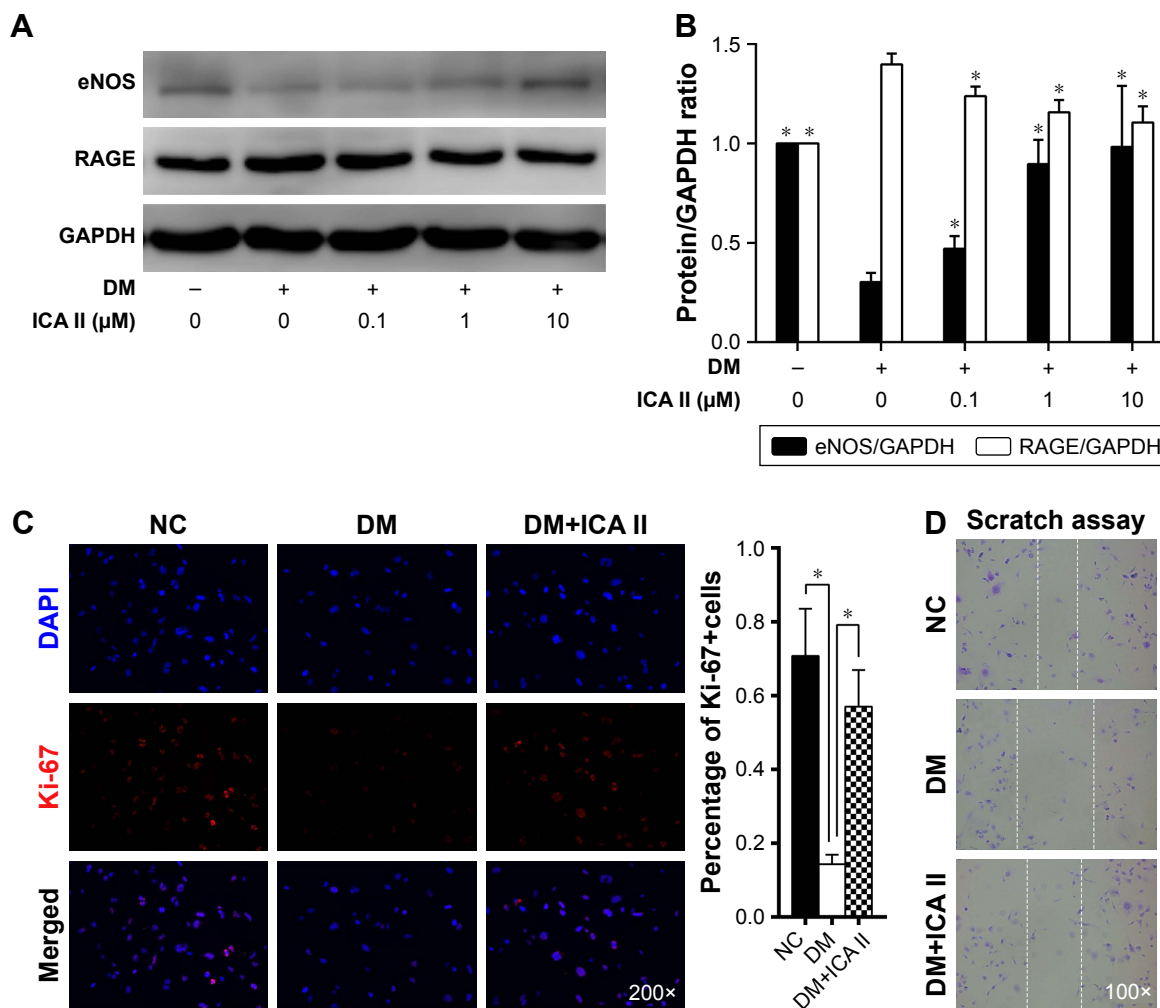 A
eNOS
RAGE
GAPDH
DM – + + + +
ICA II (µM) 0 0 0.1 1 10
B
Protein/GAPDH ratio
1.5
1.0
0.5
0.0
* * * * * * * *
DM – + + + +
ICA II (µM) 0 0 0.1 1 10
eNOS/GAPDH RAGE/GAPDH
C
NC DM DM+ICA II
DAPI
Ki-67
Merged
200×
Percentage of Ki-67+cells
1.0
0.8
0.6
0.4
0.2
0.0
* *
NC
DM
DM+ICA II
D Scratch assay
NC
DM
DM+ICA II
100×